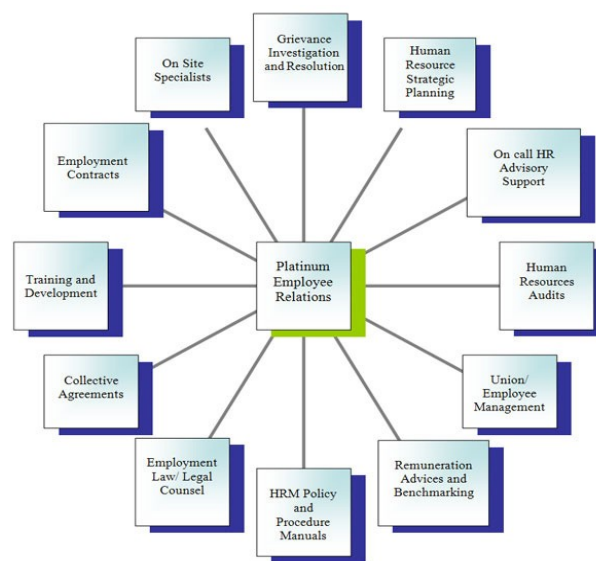 Grievance
Investigation
and Resolution
Human
Resource
Strategic
Planning
On Site
Specialists
On call HR
Advisory
Support
Employment
Contracts
Platinum
Employee
Relations
Human
Resources
Audits
Training and
Development
Union/
Employee
Management
Collective
Agreements
Remuneration
Advices and
Benchmarking
Employment
Law/ Legal
Counsel
HRM Policy
and
Procedure
Manuals